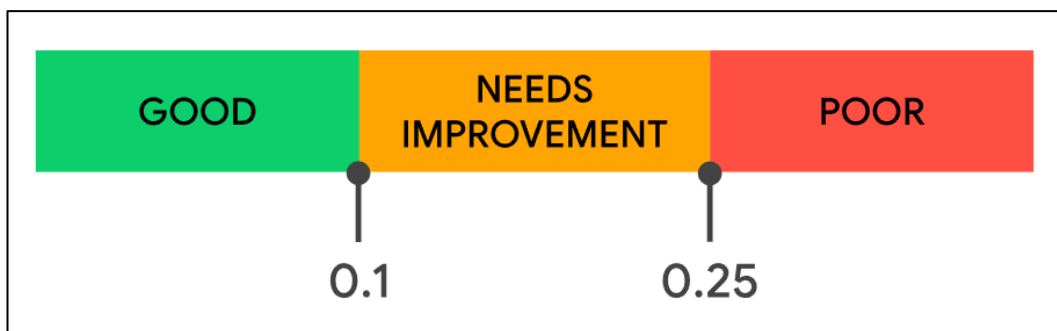 GOOD
NEEDS
IMPROVEMENT
POOR
0.1
0.25